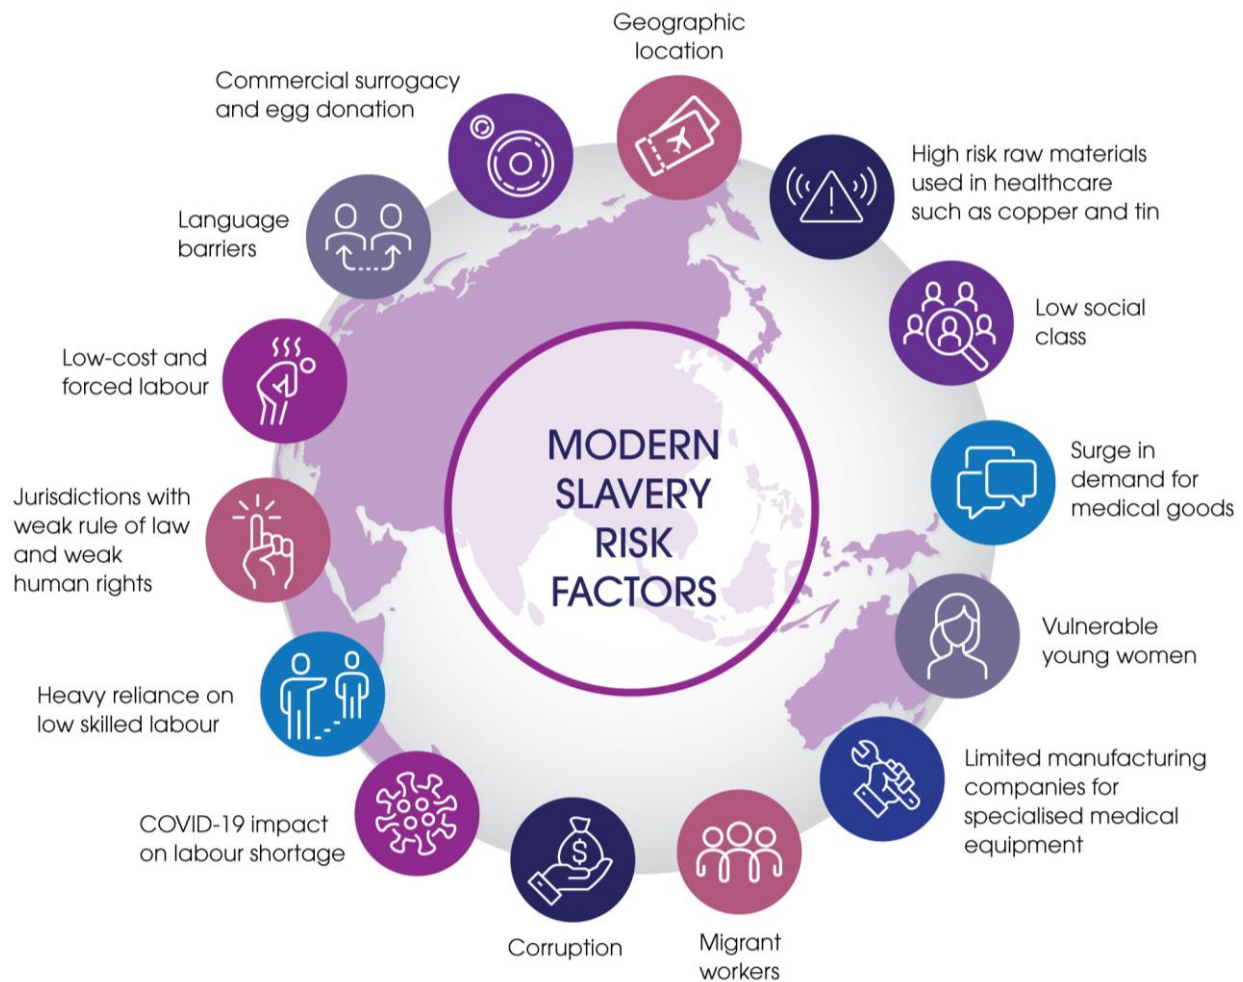 Geographic
location
High risk raw materials
used in healthcare
such as copper and tin
Low social
class
Surge in
demand for
medical goods
Vulnerable
young women
Limited manufacturing
companies for
specialised medical
equipment
Migrant
workers
Corruption
COVID-19 impact
on labour shortage
Heavy reliance on
low skilled labour
Jurisdictions with
weak rule of law
and weak
human rights
Low-cost and
forced labour
Language
barriers
Commercial surrogacy
and egg donation
MODERN
SLAVERY
RISK
FACTORS
$